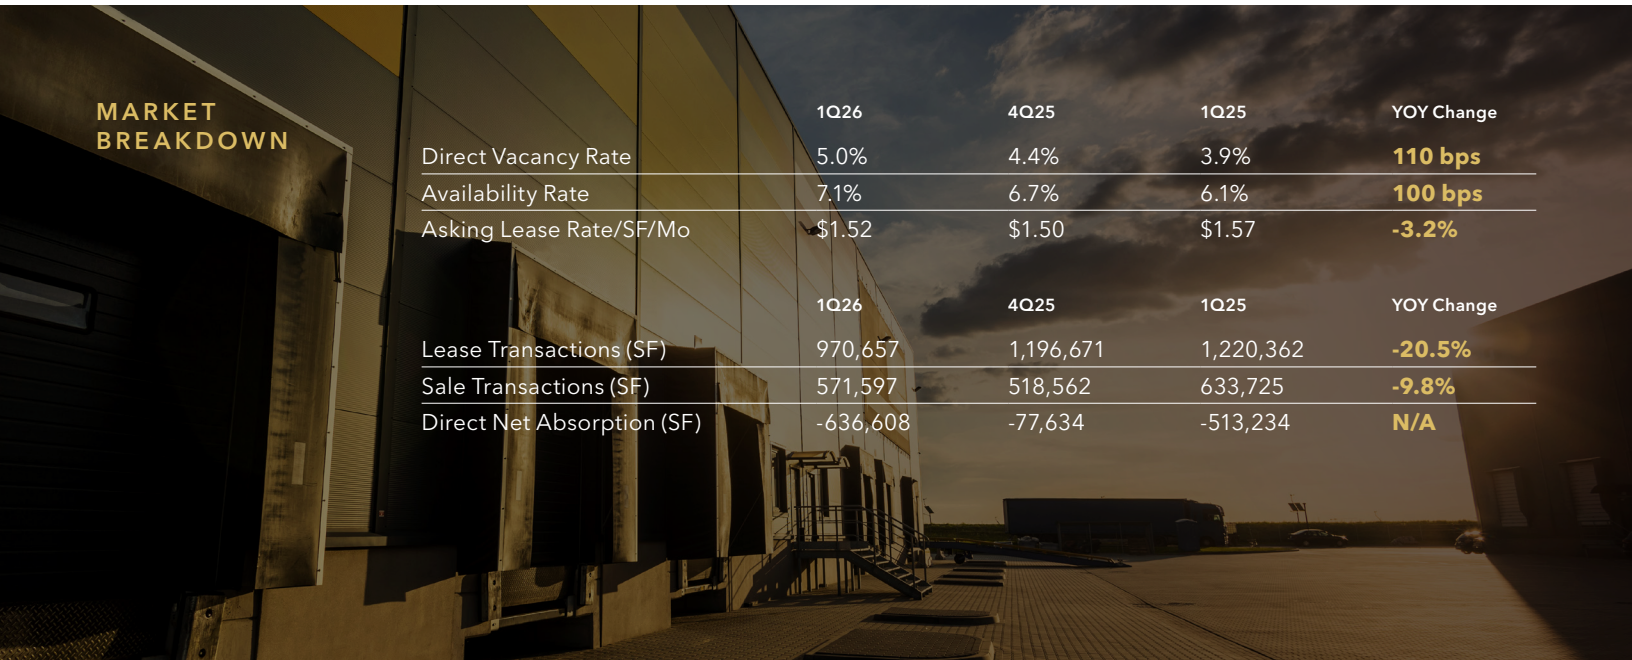 MARKET
BREAKDOWN
1Q26 4Q25 1Q25 YOY Change
Direct Vacancy Rate 5.0% 4.4% 3.9% 110 bps
Availability Rate 7.1% 6.7% 6.1% 100 bps
Asking Lease Rate/SF/Mo $1.52 $1.50 $1.57 -3.2%
1Q26 4Q25 1Q25 YOY Change
Lease Transactions (SF) 970,657 1,196,671 1,220,362 -20.5%
Sale Transactions (SF) 571,597 518,562 633,725 -9.8%
Direct Net Absorption (SF) -636,608 -77,634 -513,234 N/A